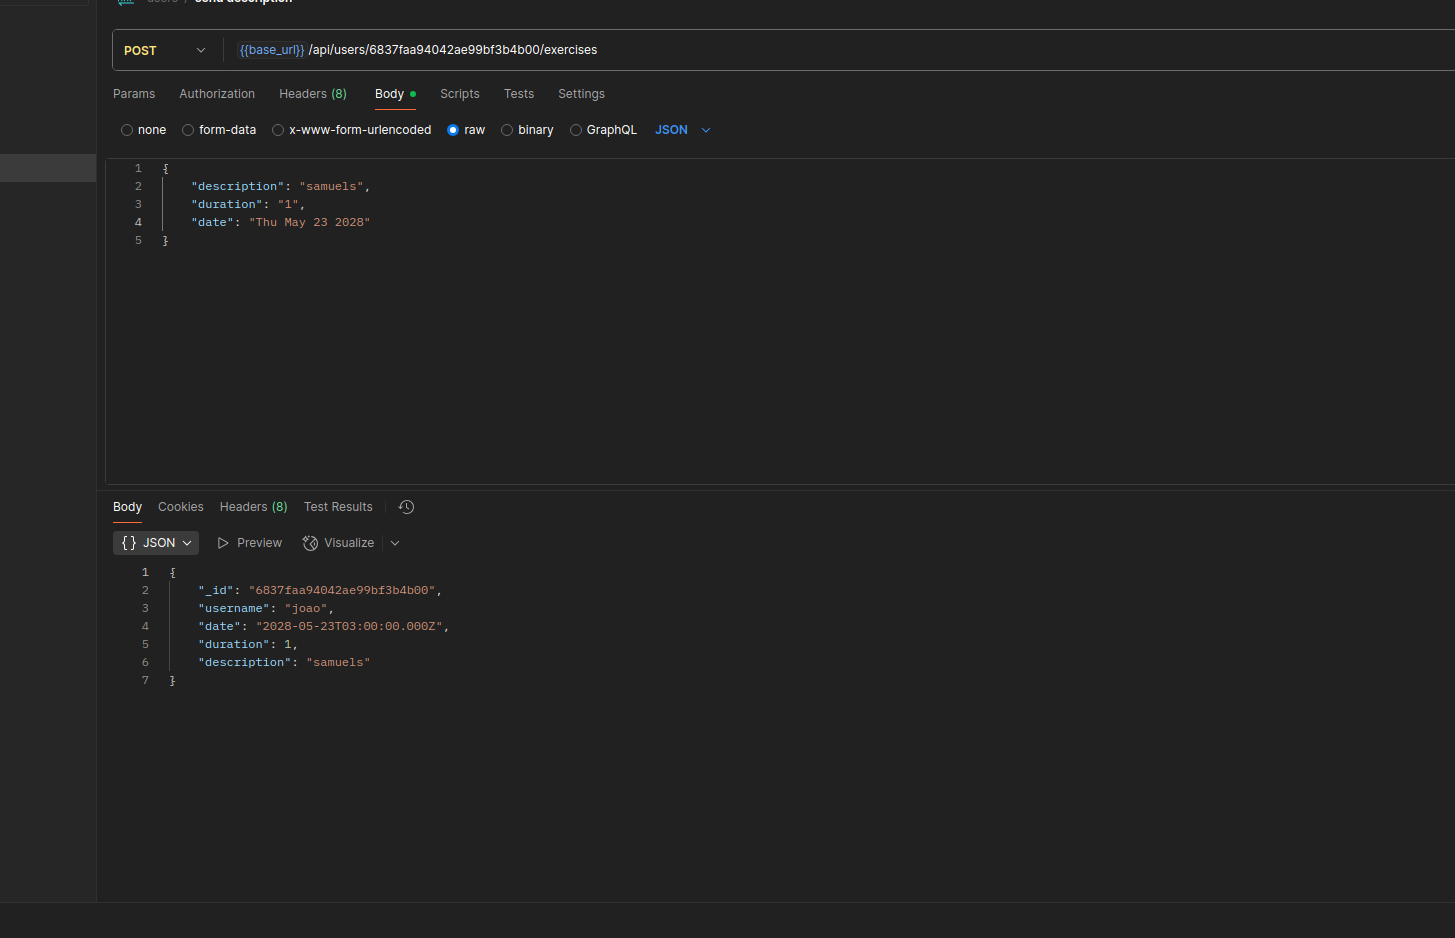 users / send description
POST {{base_url}} /api/users/6837faa94042ae99bf3b4b00/exercises
Params Authorization Headers (8) Body Scripts Tests Settings
none form-data x-www-form-urlencoded raw binary GraphQL JSON
1 {
2 "description": "samuels",
3 "duration": "1",
4 "date": "Thu May 23 2028"
5 }
Body Cookies Headers (8) Test Results
{} JSON Preview Visualize
1 {
2 "_id": "6837faa94042ae99bf3b4b00",
3 "username": "joao",
4 "date": "2028-05-23T03:00:00.000Z",
5 "duration": 1,
6 "description": "samuels"
7 }